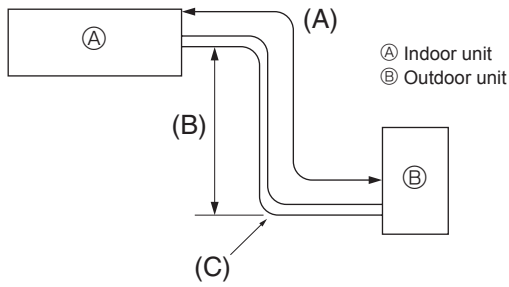 (A)
Ⓐ
Ⓐ Indoor unit
Ⓑ Outdoor unit
(B)
Ⓑ
(C)